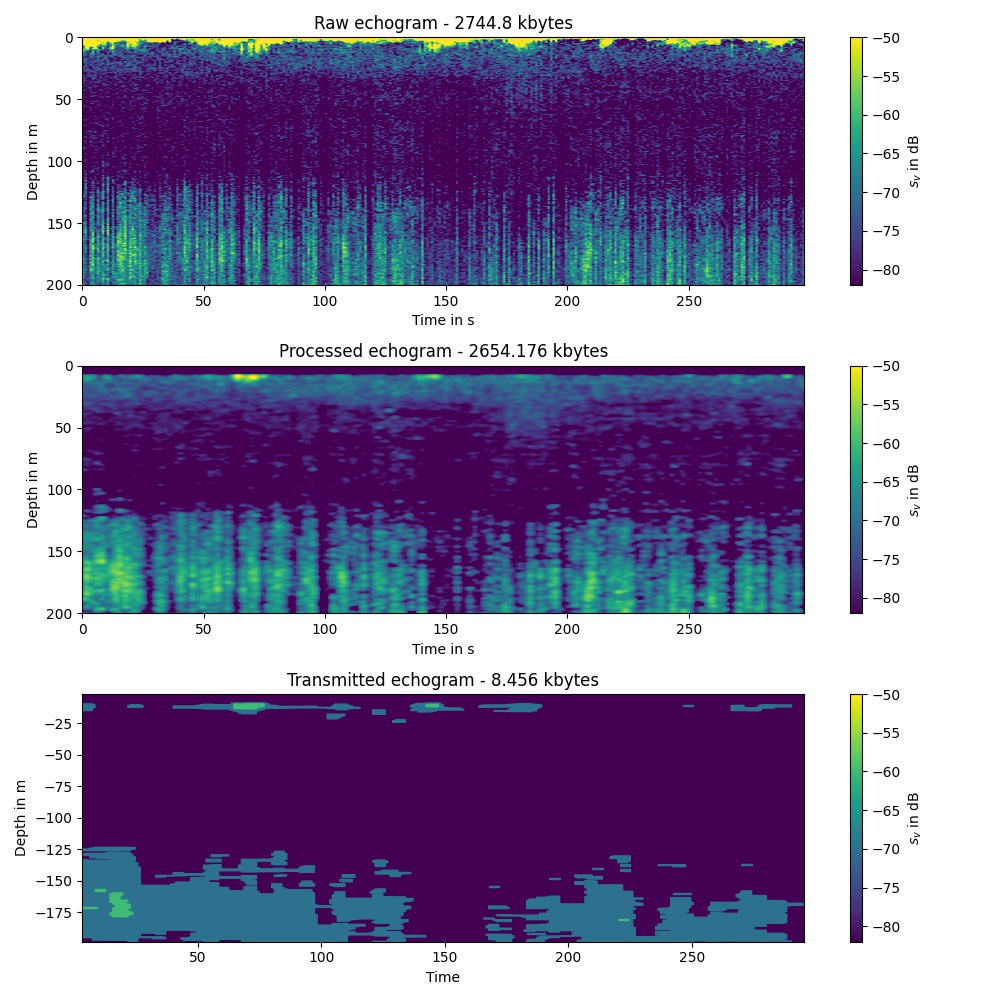 Raw echogram - 2744.8 kbytes
0
50
100
150
200
Depth in m
0 50 100 150 200 250
Time in s
−50
−55
−60
−65
−70
−75
−80
sv in dB
Processed echogram - 2654.176 kbytes
0
50
100
150
200
Depth in m
0 50 100 150 200 250
Time in s
−50
−55
−60
−65
−70
−75
−80
sv in dB
Transmitted echogram - 8.456 kbytes
−25
−50
−75
−100
−125
−150
−175
Depth in m
50 100 150 200 250
Time
−50
−55
−60
−65
−70
−75
−80
sv in dB